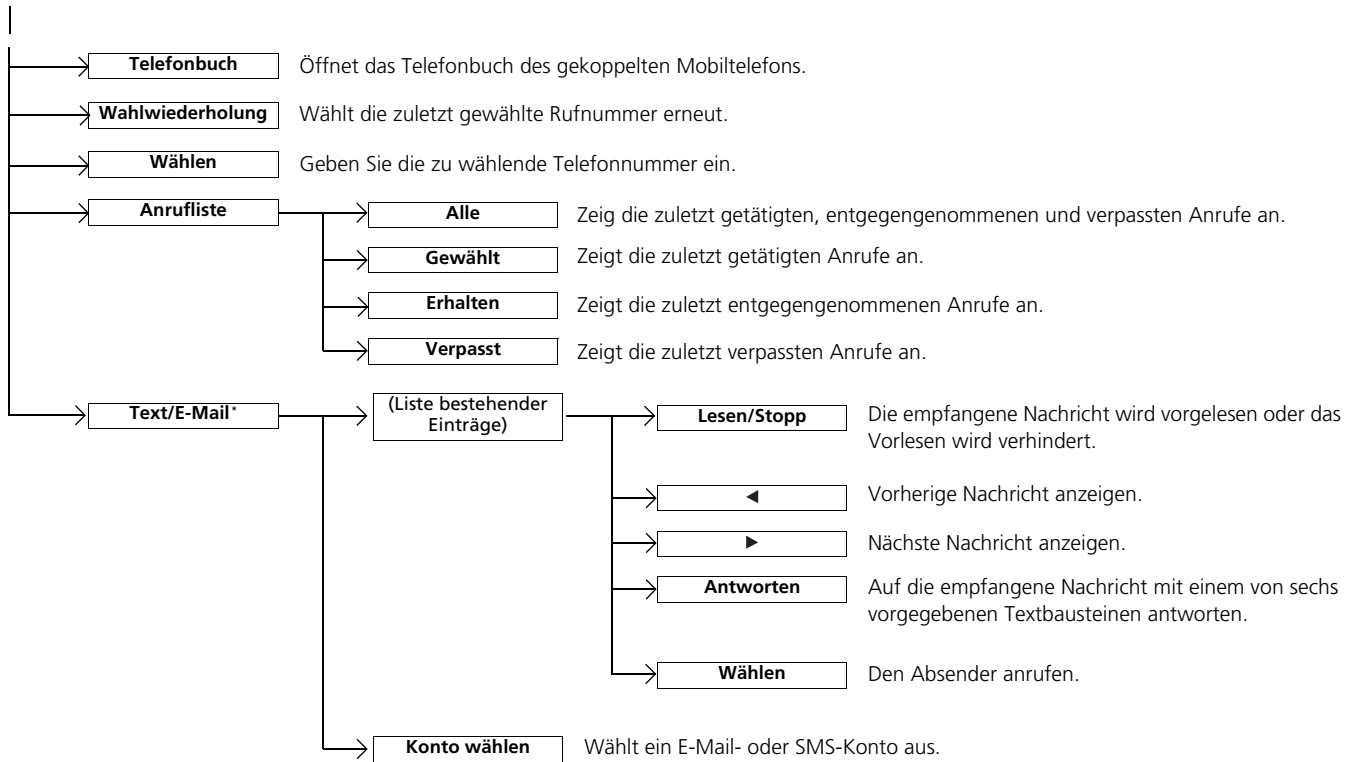 Telefonbuch Öffnet das Telefonbuch des gekoppelten Mobiltelefons.
Wahlwiederholung Wählt die zuletzt gewählte Rufnummer erneut.
Wählen Geben Sie die zu wählende Telefonnummer ein.
Anrufliste Alle Zeig die zuletzt getätigten, entgegengenommenen und verpassten Anrufe an.
Gewählt Zeigt die zuletzt getätigten Anrufe an.
Erhalten Zeigt die zuletzt entgegengenommenen Anrufe an.
Verpasst Zeigt die zuletzt verpassten Anrufe an.
Text/E-Mail*
(Liste bestehender
Einträge)
Lesen/Stopp Die empfangene Nachricht wird vorgelesen oder das
Vorlesen wird verhindert.
◀ Vorherige Nachricht anzeigen.
▶ Nächste Nachricht anzeigen.
Antworten Auf die empfangene Nachricht mit einem von sechs
vorgegebenen Textbausteinen antworten.
Wählen Den Absender anrufen.
Konto wählen Wählt ein E-Mail- oder SMS-Konto aus.